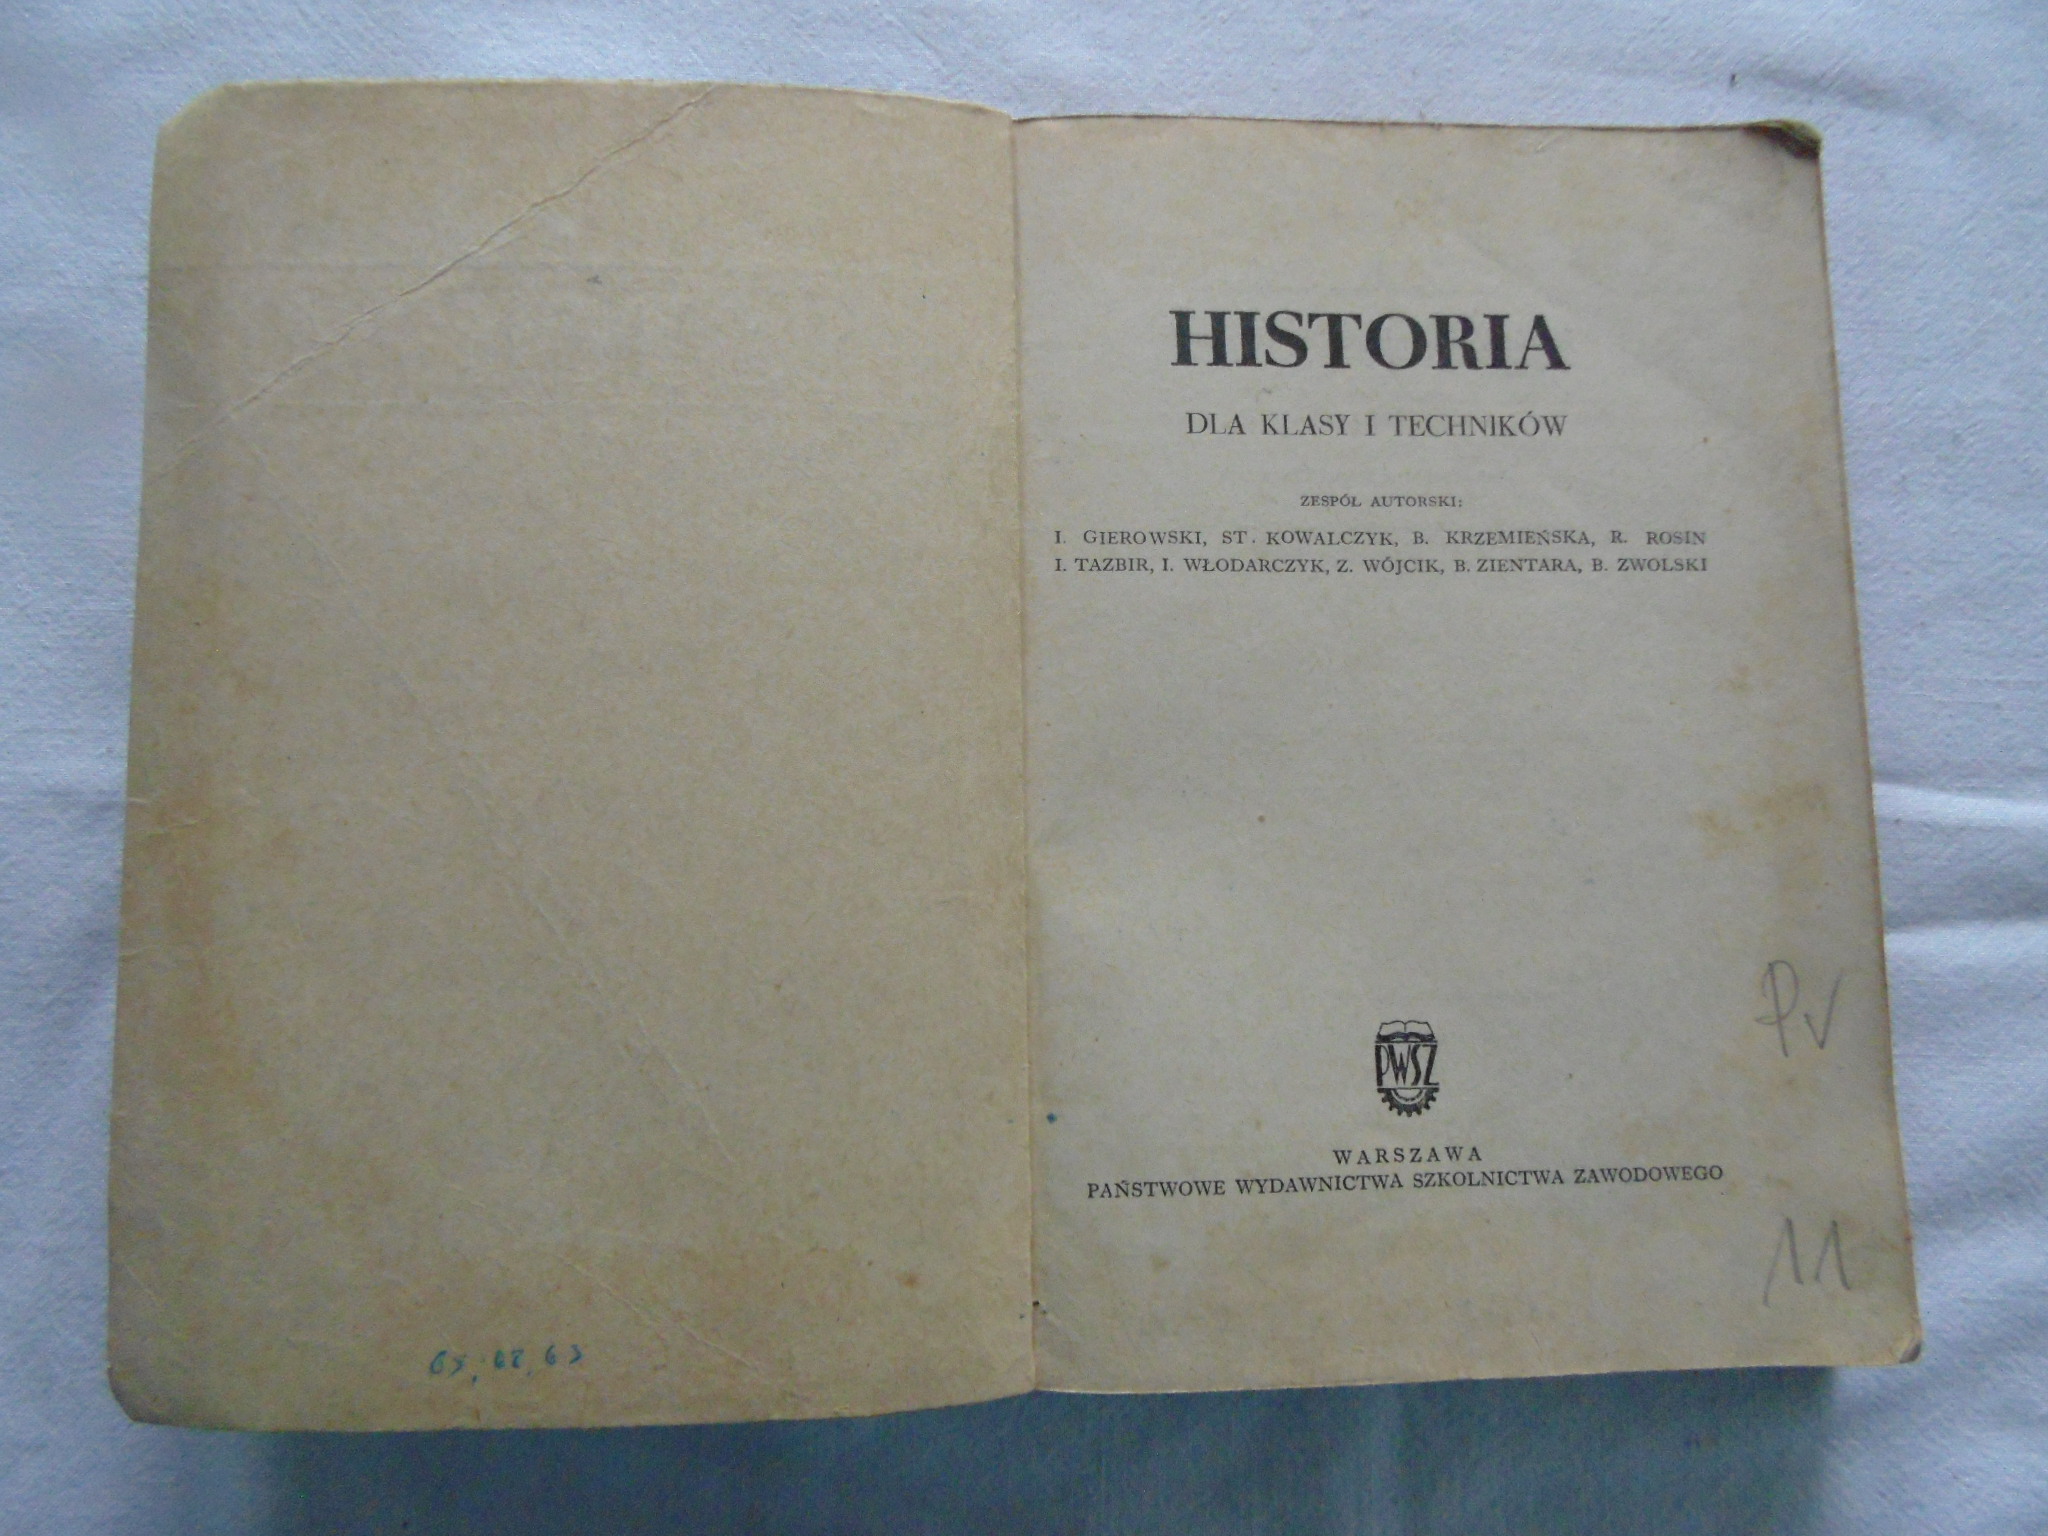 HISTORIA
DLA KLASY I TECHNIKÓW
ZESPÓŁ AUTORSKI:
I. GIEROWSKI, ST. KOWALCZYK, B. KRZEMIEŃSKA, R. ROSIN
I. TAZBIR, I. WŁODARCZYK, Z. WÓJCIK, B. ZIENTARA, B. ZWOLSKI
PWSZ
WARSZAWA
PAŃSTWOWE WYDAWNICTWA SZKOLNICTWA ZAWODOWEGO
11